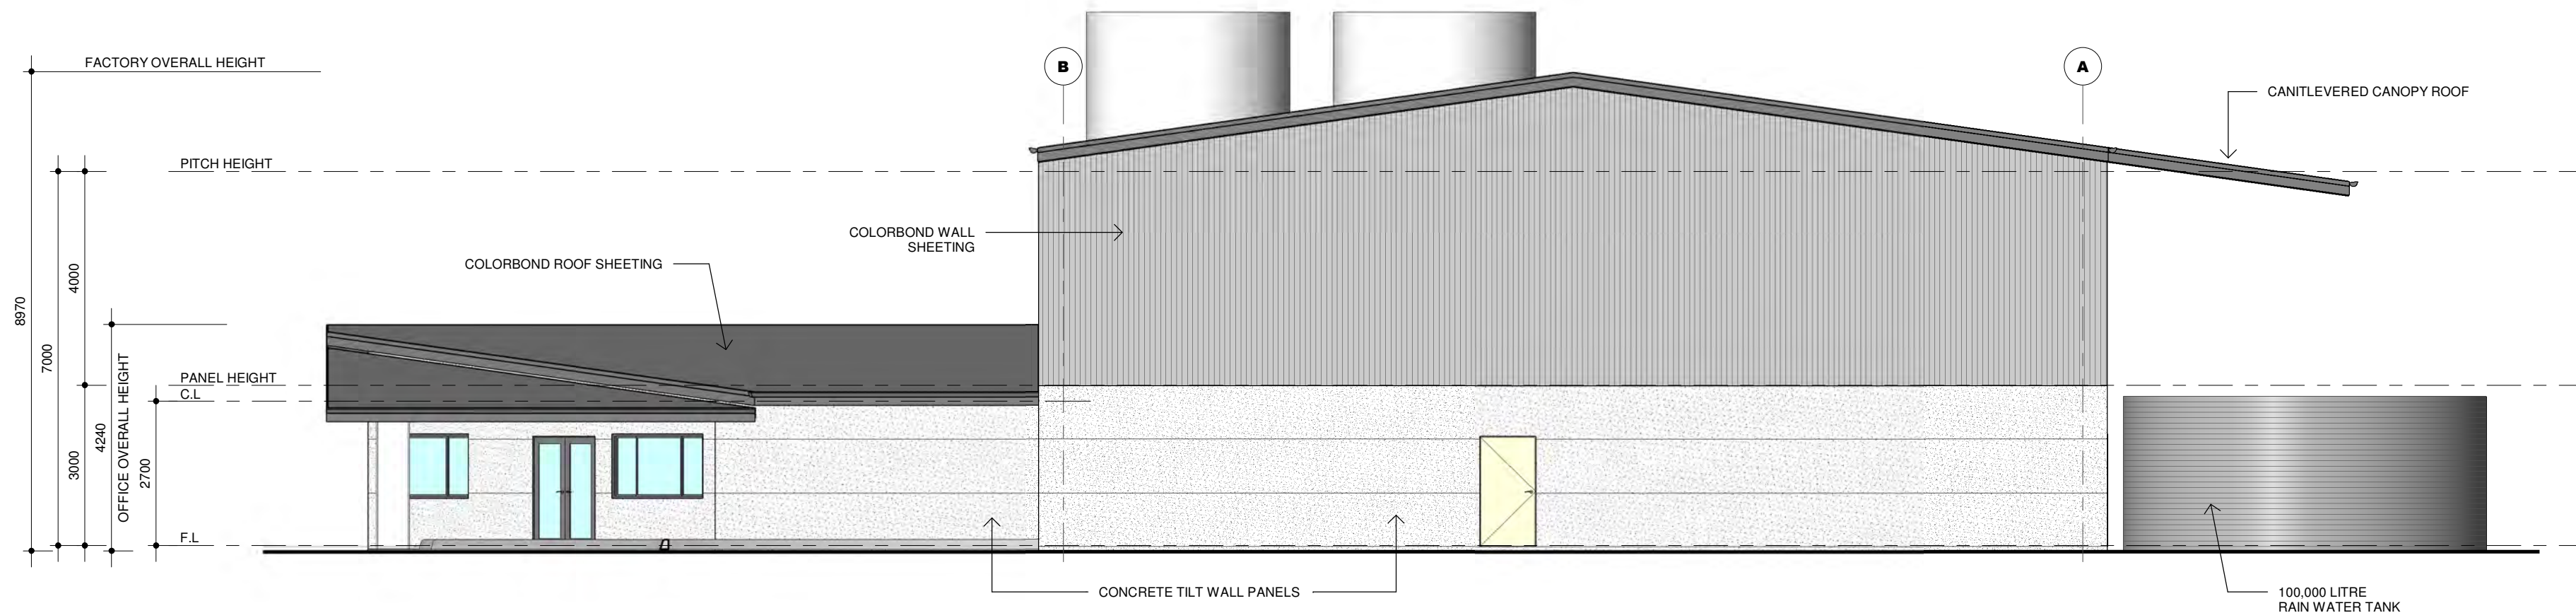 FACTORY OVERALL HEIGHT
B
A
CANITLEVERED CANOPY ROOF
PITCH HEIGHT
COLORBOND WALL
SHEETING
COLORBOND ROOF SHEETING
8970
7000
4000
3000
4240
OFFICE OVERALL HEIGHT
2700
PANEL HEIGHT
C.L
F.L
CONCRETE TILT WALL PANELS
100,000 LITRE
RAIN WATER TANK